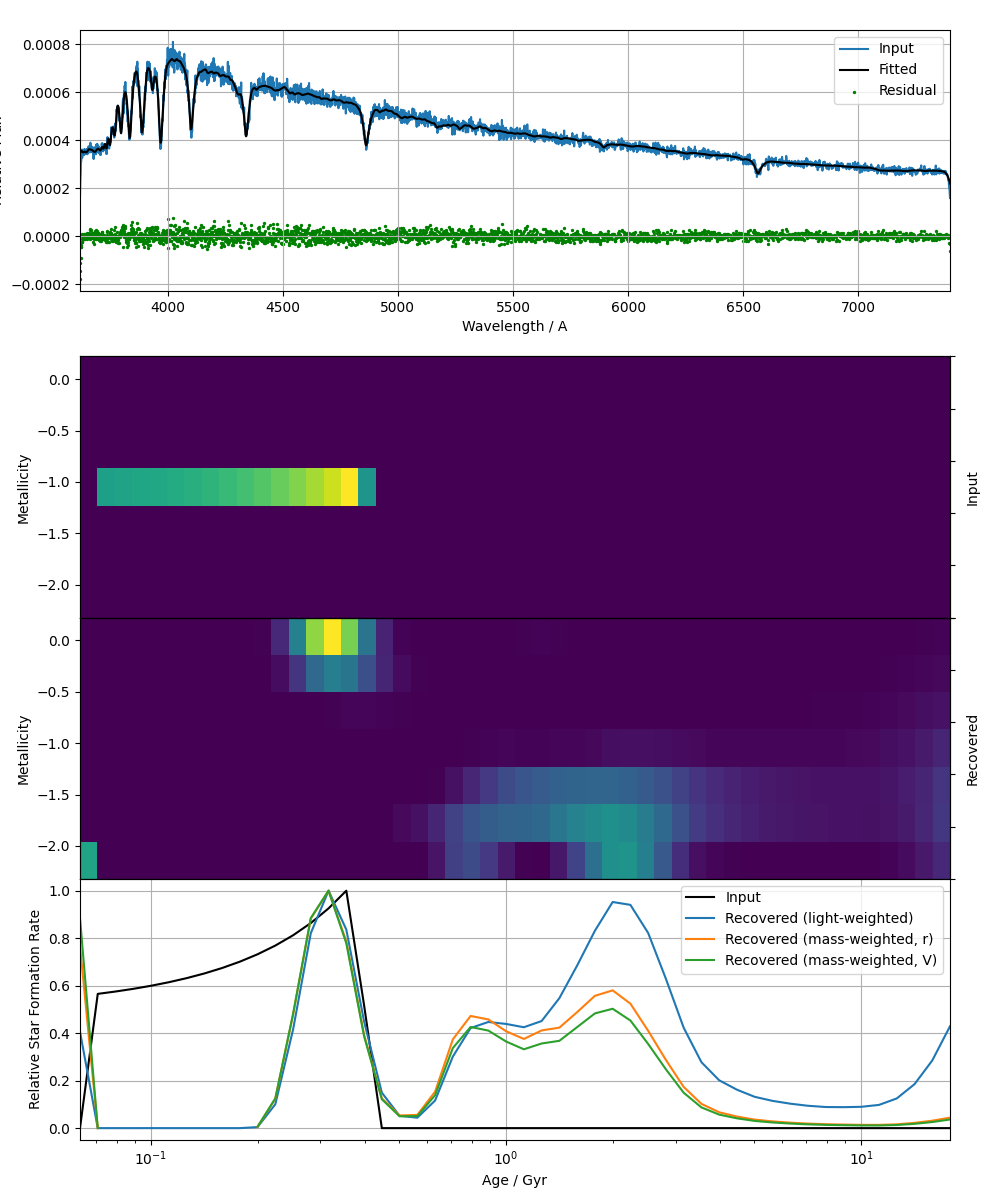 0.0008
0.0006
0.0004
0.0002
0.0000
−0.0002
Input
Fitted
Residual
4000 4500 5000 5500 6000 6500 7000
Wavelength / A
0.0
−0.5
−1.0
−1.5
−2.0
Metallicity
Input
0.0
−0.5
−1.0
−1.5
−2.0
Metallicity
Recovered
1.0
0.8
0.6
0.4
0.2
0.0
Relative Star Formation Rate
Input
Recovered (light-weighted)
Recovered (mass-weighted, r)
Recovered (mass-weighted, V)
10⁻¹ 10⁰ 10¹
Age / Gyr